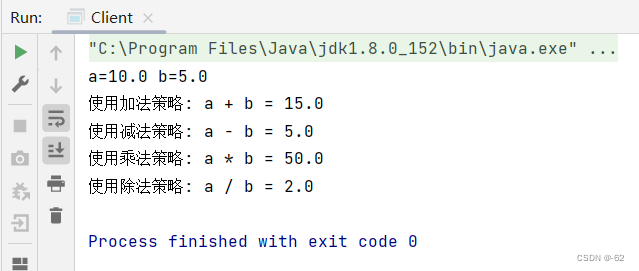 Run: Client
"C:\Program Files\Java\jdk1.8.0_152\bin\java.exe" ...
a=10.0 b=5.0
使用加法策略: a + b = 15.0
使用减法策略: a - b = 5.0
使用乘法策略: a * b = 50.0
使用除法策略: a / b = 2.0
Process finished with exit code 0
CSDN @-62